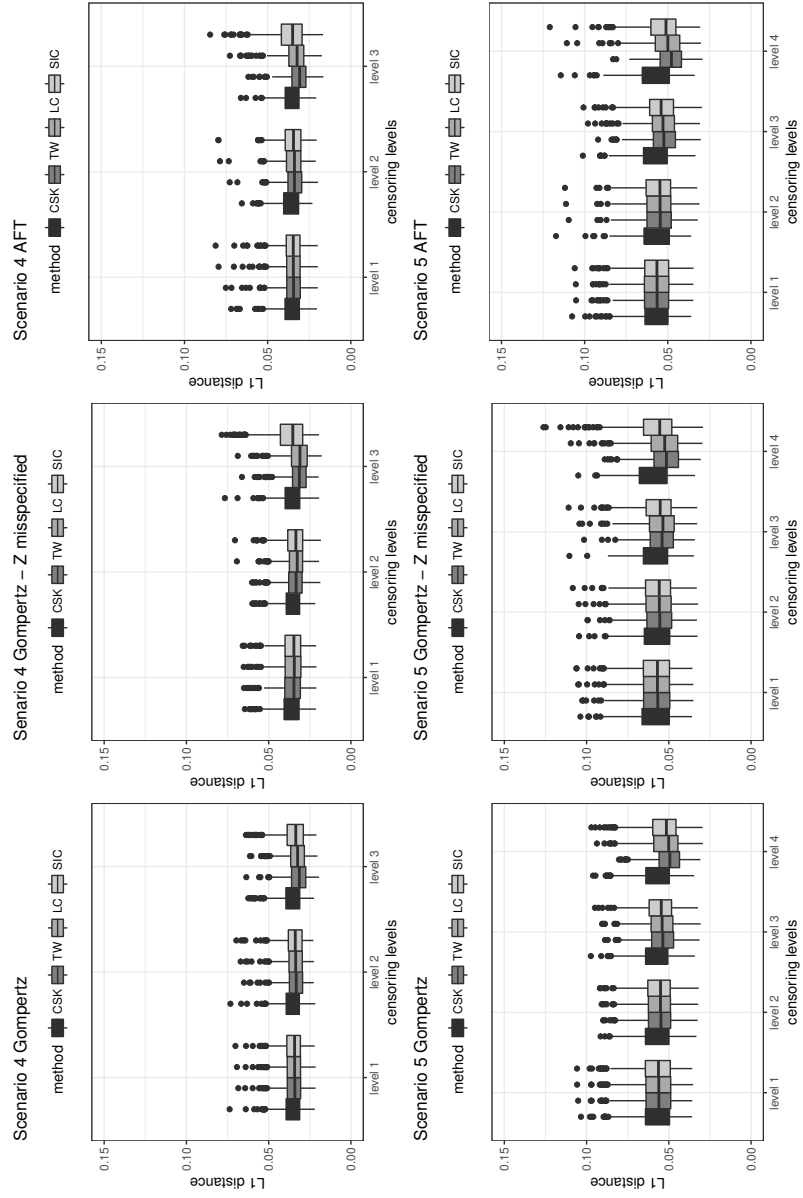 Scenario 4 Gompertz
method CSK TW LC SIC
0.15
0.10
0.05
0.00
L1 distance
level 1 level 2 level 3
censoring levels
Senario 4 Gompertz – Z misspecified
method CSK TW LC SIC
0.15
0.10
0.05
0.00
L1 distance
level 1 level 2 level 3
censoring levels
Scenario 4 AFT
method CSK TW LC SIC
0.15
0.10
0.05
0.00
L1 distance
level 1 level 2 level 3
censoring levels
Scenario 5 Gompertz
method CSK TW LC SIC
0.15
0.10
0.05
0.00
L1 distance
level 1 level 2 level 3 level 4
censoring levels
Scenario 5 Gompertz – Z misspecified
method CSK TW LC SIC
0.15
0.10
0.05
0.00
L1 distance
level 1 level 2 level 3 level 4
censoring levels
Scenario 5 AFT
method CSK TW LC SIC
0.15
0.10
0.05
0.00
L1 distance
level 1 level 2 level 3 level 4
censoring levels